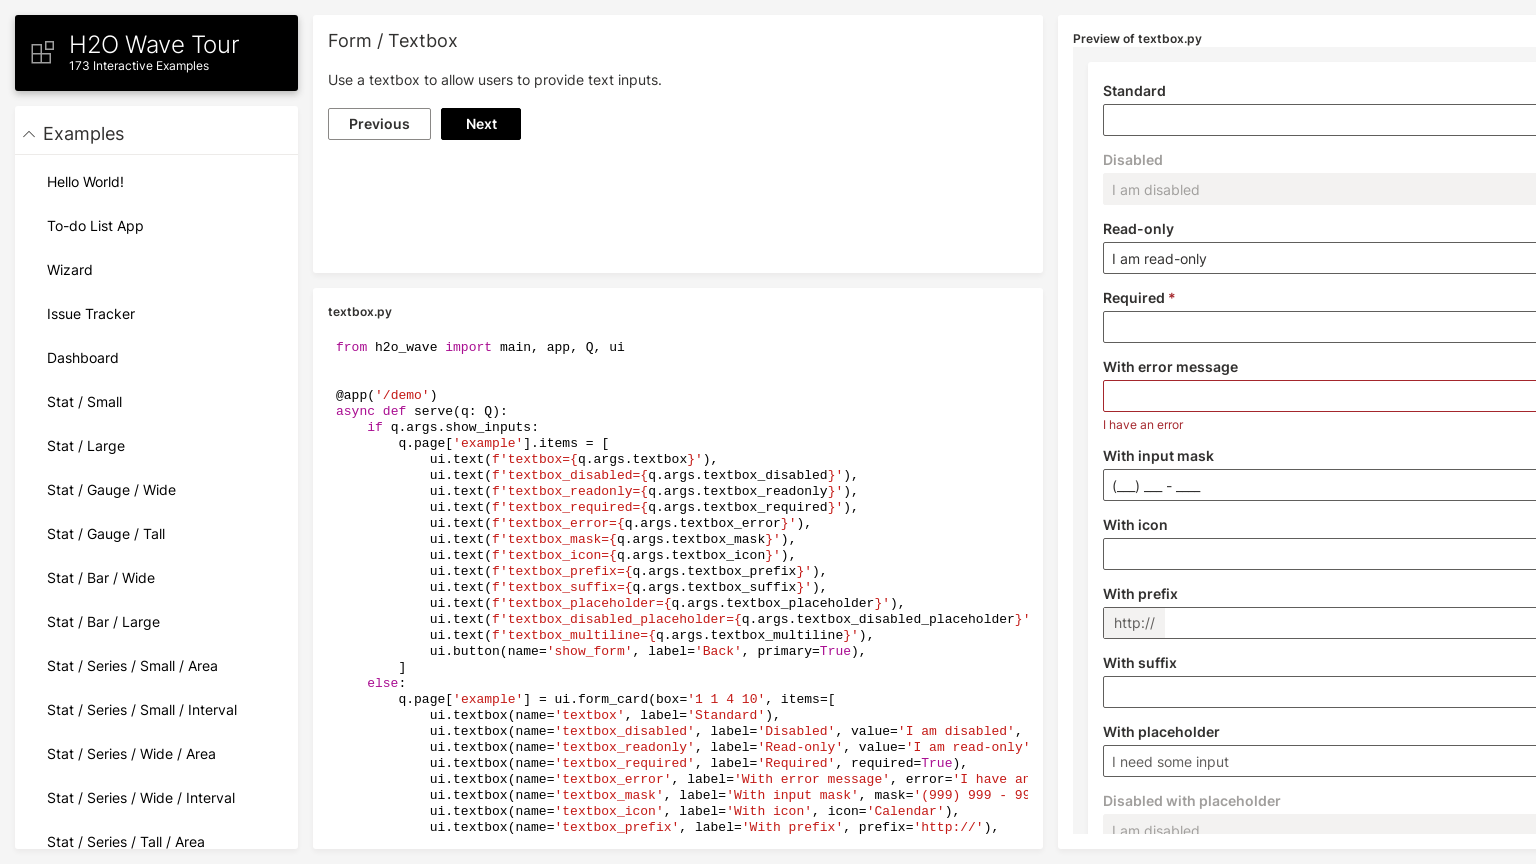 H2O Wave Tour
173 Interactive Examples
Examples
Hello World!
To-do List App
Wizard
Issue Tracker
Dashboard
Stat / Small
Stat / Large
Stat / Gauge / Wide
Stat / Gauge / Tall
Stat / Bar / Wide
Stat / Bar / Large
Stat / Series / Small / Area
Stat / Series / Small / Interval
Stat / Series / Wide / Area
Stat / Series / Wide / Interval
Stat / Series / Tall / Area
Form / Textbox
Use a textbox to allow users to provide text inputs.
Previous
Next
textbox.py
from h2o_wave import main, app, Q, ui
@app('/demo')
async def serve(q: Q):
    if q.args.show_inputs:
        q.page['example'].items = [
            ui.text(f'textbox={q.args.textbox}'),
            ui.text(f'textbox_disabled={q.args.textbox_disabled}'),
            ui.text(f'textbox_readonly={q.args.textbox_readonly}'),
            ui.text(f'textbox_required={q.args.textbox_required}'),
            ui.text(f'textbox_error={q.args.textbox_error}'),
            ui.text(f'textbox_mask={q.args.textbox_mask}'),
            ui.text(f'textbox_icon={q.args.textbox_icon}'),
            ui.text(f'textbox_prefix={q.args.textbox_prefix}'),
            ui.text(f'textbox_suffix={q.args.textbox_suffix}'),
            ui.text(f'textbox_placeholder={q.args.textbox_placeholder}'),
            ui.text(f'textbox_disabled_placeholder={q.args.textbox_disabled_placeholder}'
            ui.text(f'textbox_multiline={q.args.textbox_multiline}'),
            ui.button(name='show_form', label='Back', primary=True),
        ]
    else:
        q.page['example'] = ui.form_card(box='1 1 4 10', items=[
            ui.textbox(name='textbox', label='Standard'),
            ui.textbox(name='textbox_disabled', label='Disabled', value='I am disabled',
            ui.textbox(name='textbox_readonly', label='Read-only', value='I am read-only'
            ui.textbox(name='textbox_required', label='Required', required=True),
            ui.textbox(name='textbox_error', label='With error message', error='I have an
            ui.textbox(name='textbox_mask', label='With input mask', mask='(999) 999 - 99
            ui.textbox(name='textbox_icon', label='With icon', icon='Calendar'),
            ui.textbox(name='textbox_prefix', label='With prefix', prefix='http://'),
Preview of textbox.py
Standard
Disabled
I am disabled
Read-only
I am read-only
Required *
With error message
I have an error
With input mask
(___) ___ - ____
With icon
With prefix
http://
With suffix
With placeholder
I need some input
Disabled with placeholder
I am disabled